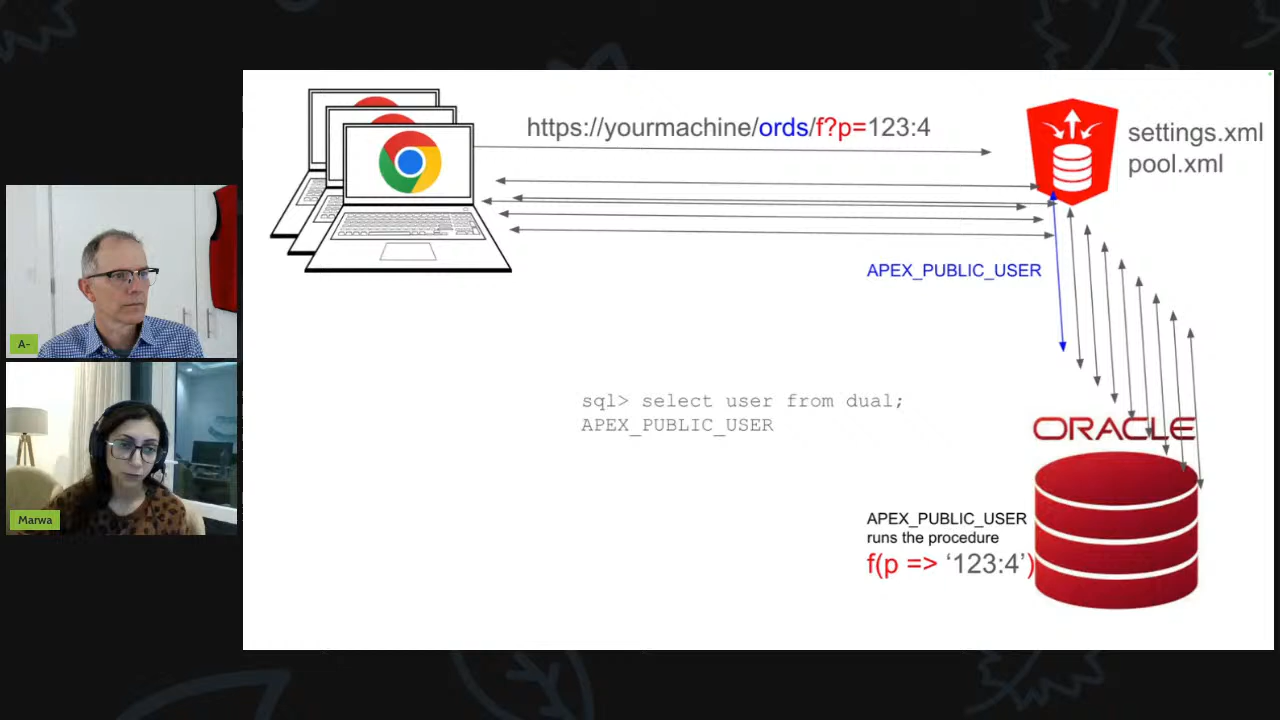 https://yourmachine/ords/f?p=123:4
settings.xml
pool.xml
APEX_PUBLIC_USER
A-
sql> select user from dual;
APEX_PUBLIC_USER
ORACLE
Marwa
APEX_PUBLIC_USER
runs the procedure
f(p => ‘123:4’)